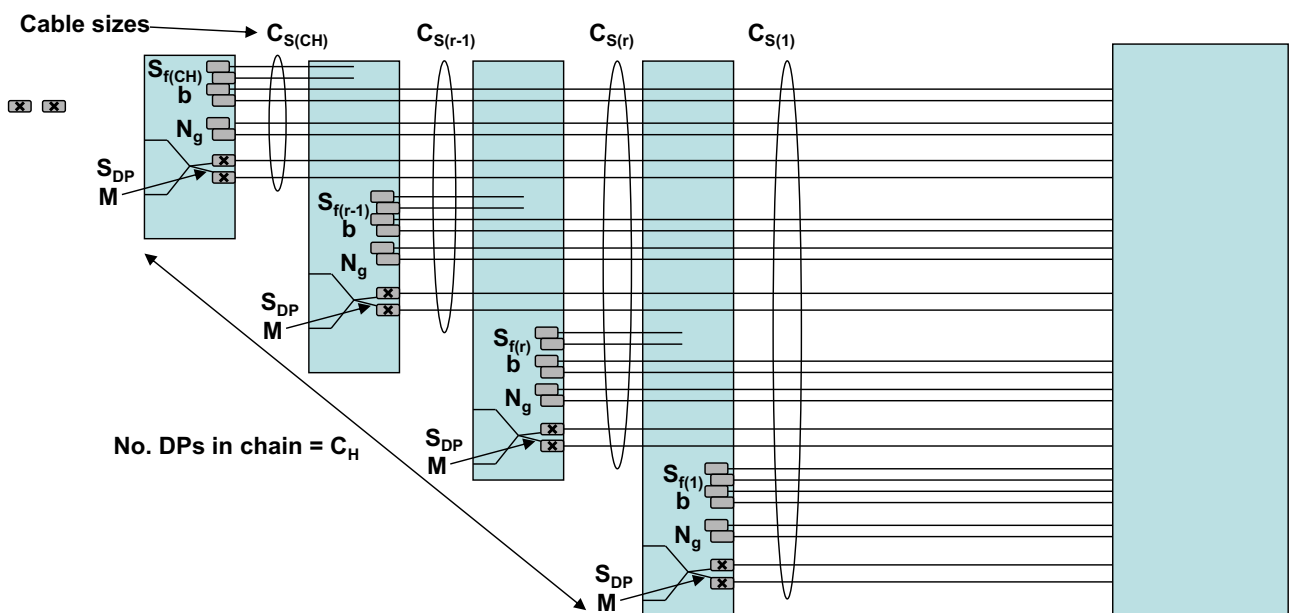 Cable sizes
C_S(CH)
C_S(r-1)
C_S(r)
C_S(1)
S_f(CH)
b
N_g
S_DP
M
S_f(r-1)
b
N_g
S_DP
M
S_f(r)
b
N_g
S_DP
M
No. DPs in chain = C_H
S_f(1)
b
N_g
S_DP
M